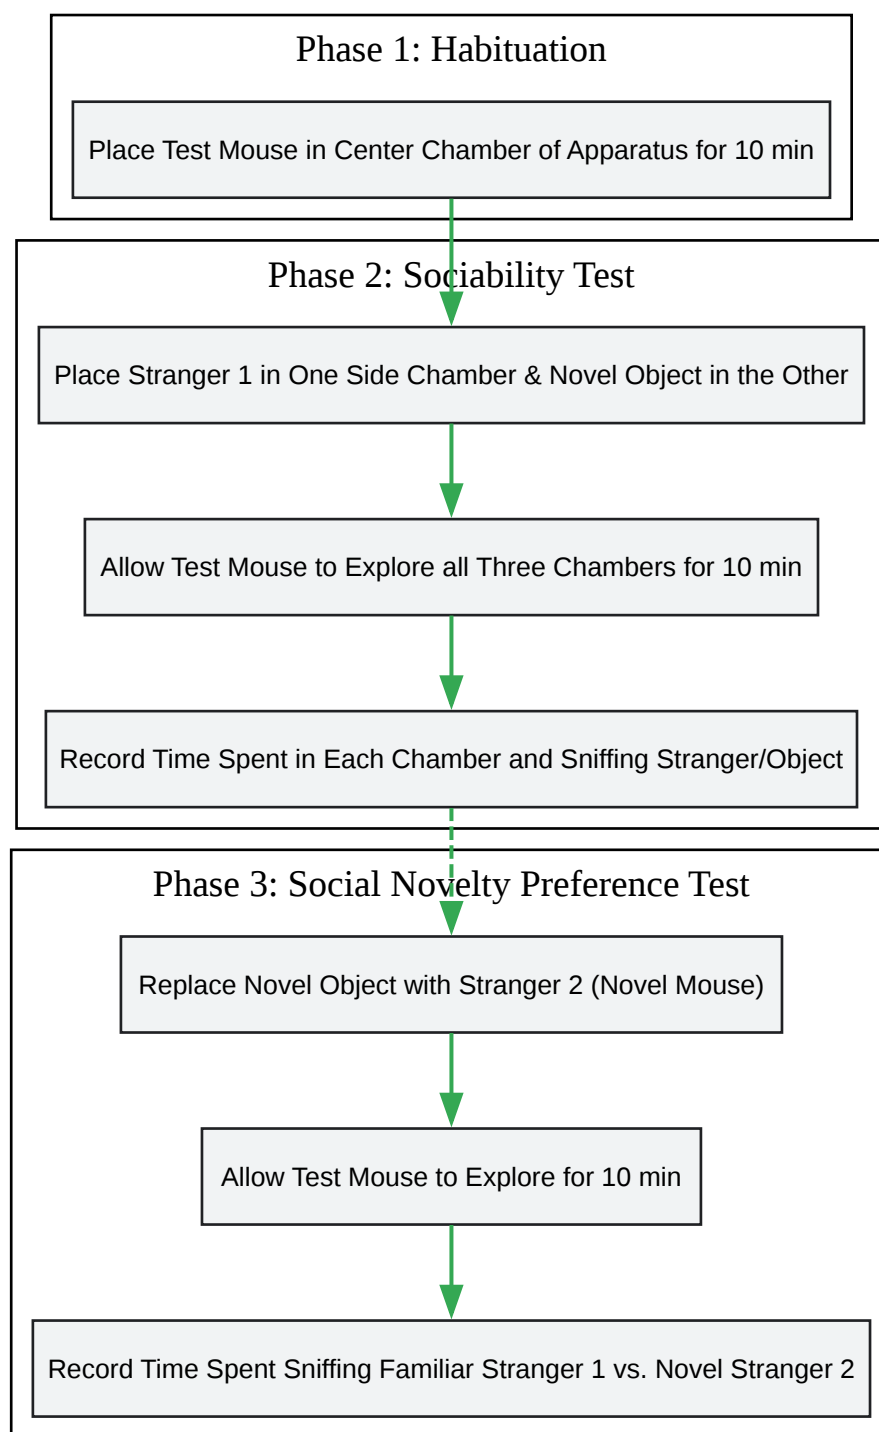 Phase 1: Habituation
Place Test Mouse in Center Chamber of Apparatus for 10 min
Phase 2: Sociability Test
Place Stranger 1 in One Side Chamber & Novel Object in the Other
Allow Test Mouse to Explore all Three Chambers for 10 min
Record Time Spent in Each Chamber and Sniffing Stranger/Object
Phase 3: Social Novelty Preference Test
Replace Novel Object with Stranger 2 (Novel Mouse)
Allow Test Mouse to Explore for 10 min
Record Time Spent Sniffing Familiar Stranger 1 vs. Novel Stranger 2